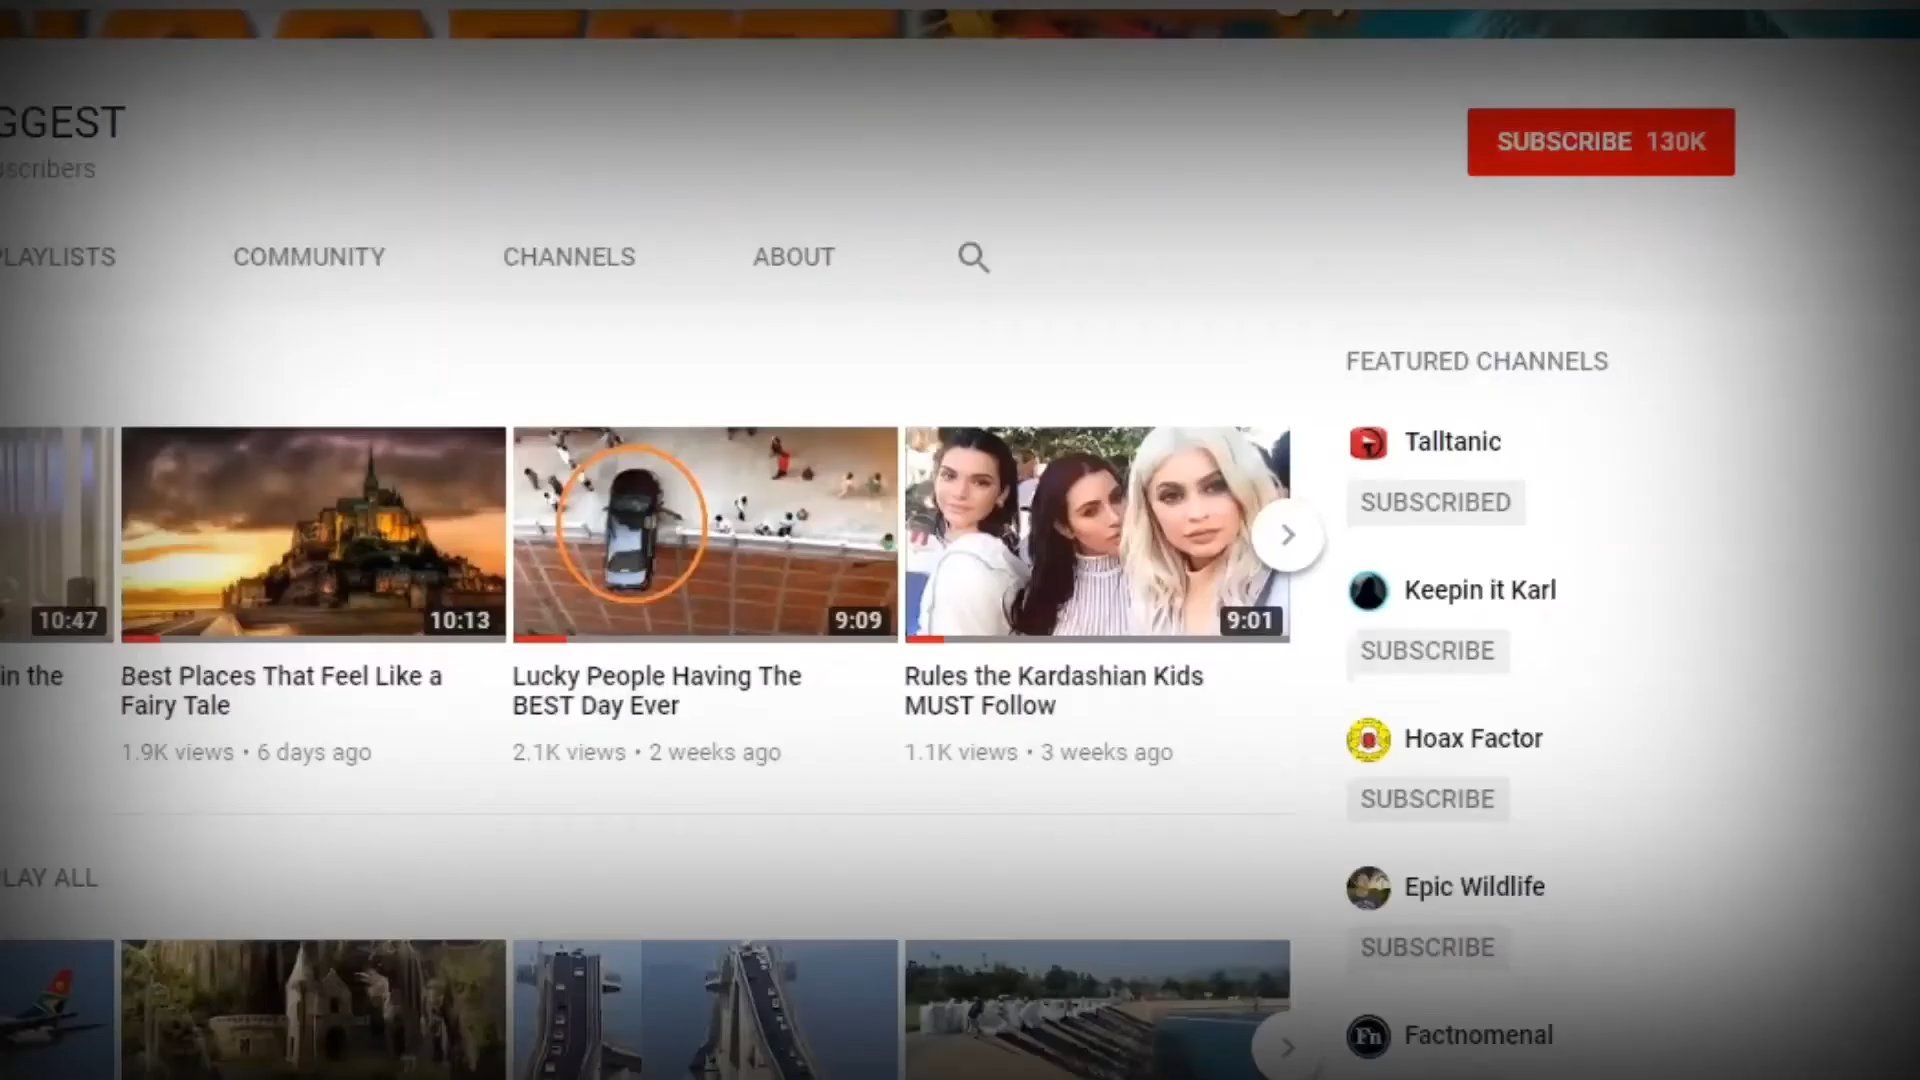 GGEST
SUBSCRIBE 130K
scribers
PLAYLISTS
COMMUNITY
CHANNELS
ABOUT
FEATURED CHANNELS
Talltanic
SUBSCRIBED
Keepin it Karl
SUBSCRIBE
Hoax Factor
SUBSCRIBE
Epic Wildlife
SUBSCRIBE
Fn
Factnomenal
10:47
10:13
9:09
9:01
in the
Best Places That Feel Like a
Fairy Tale
1.9K views • 6 days ago
Lucky People Having The
BEST Day Ever
2.1K views • 2 weeks ago
Rules the Kardashian Kids
MUST Follow
1.1K views • 3 weeks ago
LAY ALL